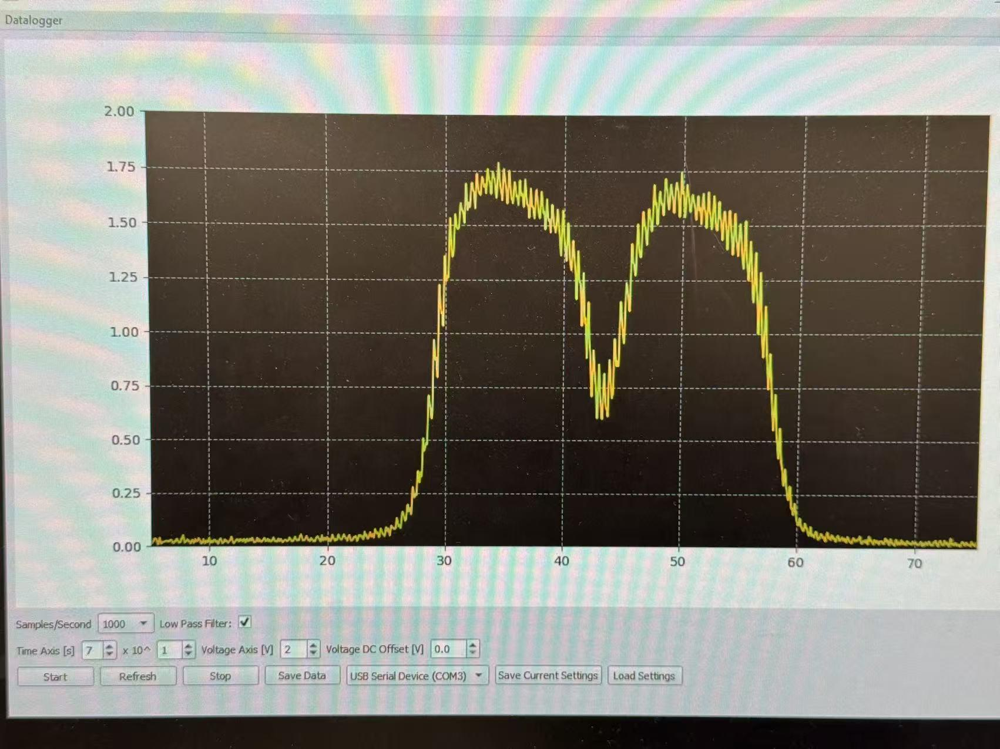 Datalogger
2.00
1.75
1.50
1.25
1.00
0.75
0.50
0.25
0.00
10 20 30 40 50 60 70
Samples/Second 1000 Low Pass Filter:
Time Axis [s] 7 x 10^ 1 Voltage Axis [V] 2 Voltage DC Offset [V] 0.0
Start Refresh Stop Save Data USB Serial Device (COM3) Save Current Settings Load Settings